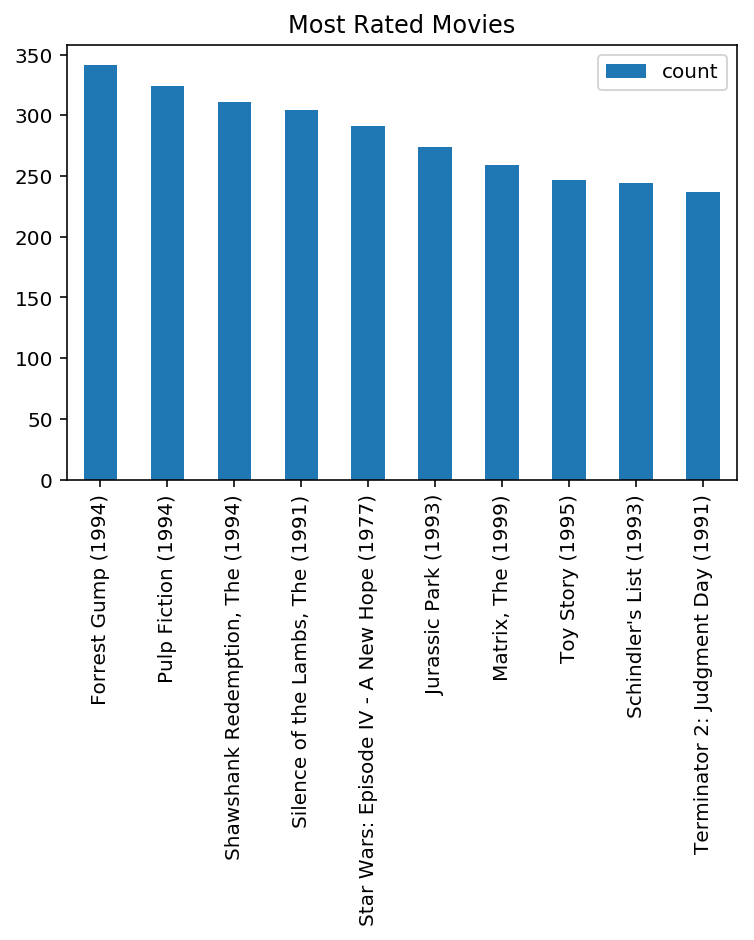 Most Rated Movies
count
350
300
250
200
150
100
50
0
Forrest Gump (1994)
Pulp Fiction (1994)
Shawshank Redemption, The (1994)
Silence of the Lambs, The (1991)
Star Wars: Episode IV - A New Hope (1977)
Jurassic Park (1993)
Matrix, The (1999)
Toy Story (1995)
Schindler's List (1993)
Terminator 2: Judgment Day (1991)